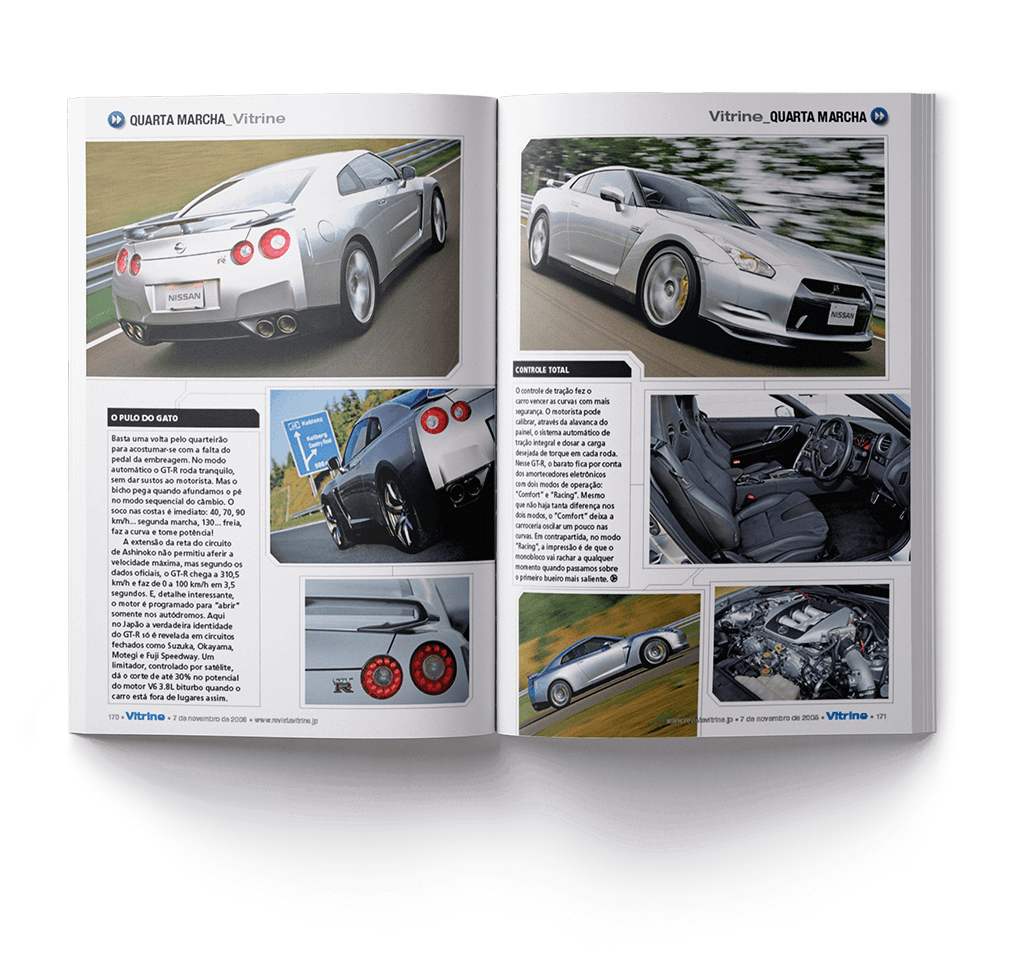 QUARTA MARCHA_Vitrine
NISSAN
O PULO DO GATO
Basta uma volta pelo quarteirão
para acostumar-se com a falta do
pedal da embreagem. No modo
automático o GT-R roda tranquilo,
sem dar sustos ao motorista. Mas o
bicho pega quando afundamos o pé
no modo sequencial do câmbio. O
soco nas costas é imediato: 40, 70, 90
km/h... segunda marcha, 130... freia,
faz a curva e tome potência!
A extensão da reta do circuito
de Ashinoko não permitiu aferir a
velocidade máxima, mas segundo os
dados oficiais, o GT-R chega a 310,5
km/h e faz de 0 a 100 km/h em 3,5
segundos. E, detalhe interessante,
o motor é programado para “abrir”
somente nos autódromos. Aqui
no Japão a verdadeira identidade
do GT-R só é revelada em circuitos
fechados como Suzuka, Okayama,
Motegi e Fuji Speedway. Um
limitador, controlado por satélite,
dá o corte de até 30% no potencial
do motor V6 3.8L biturbo quando o
carro está fora de lugares assim.
Koblenz
Kelberg
GT-R
170 • Vitrine • 7 de novembro de 2008 • www.revistavitrine.jp
Vitrine_QUARTA MARCHA
NISSAN
CONTROLE TOTAL
O controle de tração fez o
carro vencer as curvas com mais
segurança. O motorista pode
calibrar, através da alavanca do
painel, o sistema automático de
tração integral e dosar a carga
desejada de torque em cada roda.
Nesse GT-R, o barato fica por conta
dos amortecedores eletrônicos
com dois modos de operação:
“Comfort” e “Racing”. Mesmo
que não haja tanta diferença nos
dois modos, o “Comfort” deixa a
carroceria oscilar um pouco nas
curvas. Em contrapartida, no modo
“Racing”, a impressão é de que o
monobloco vai rachar a qualquer
momento quando passamos sobre
o primeiro bueiro mais saliente.
www.revistavitrine.jp • 7 de novembro de 2008 • Vitrine • 171